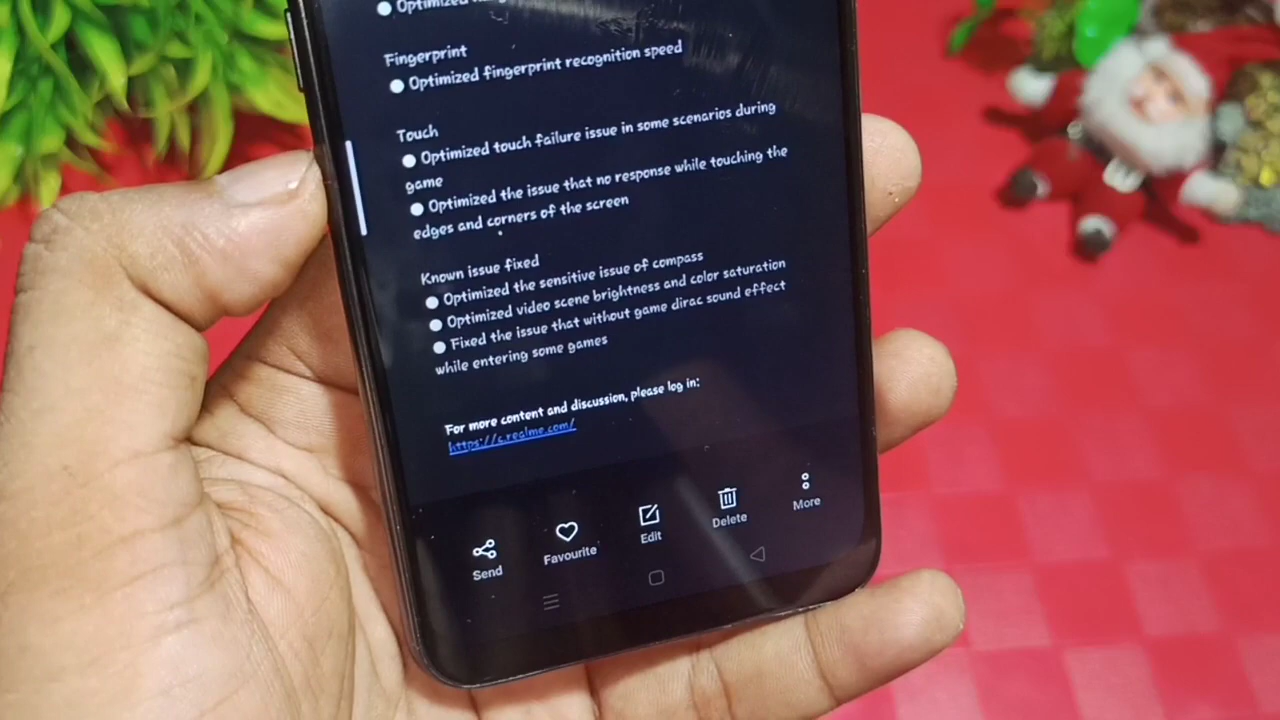 ● Optimized
Fingerprint
● Optimized fingerprint recognition speed
Touch
● Optimized touch failure issue in some scenarios during
game
● Optimized the issue that no response while touching the
edges and corners of the screen
Known issue fixed
● Optimized the sensitive issue of compass
● Optimized video scene brightness and color saturation
● Fixed the issue that without game dirac sound effect
while entering some games
For more content and discussion, please log in:
https://c.realme.com/
Send Favourite Edit Delete More